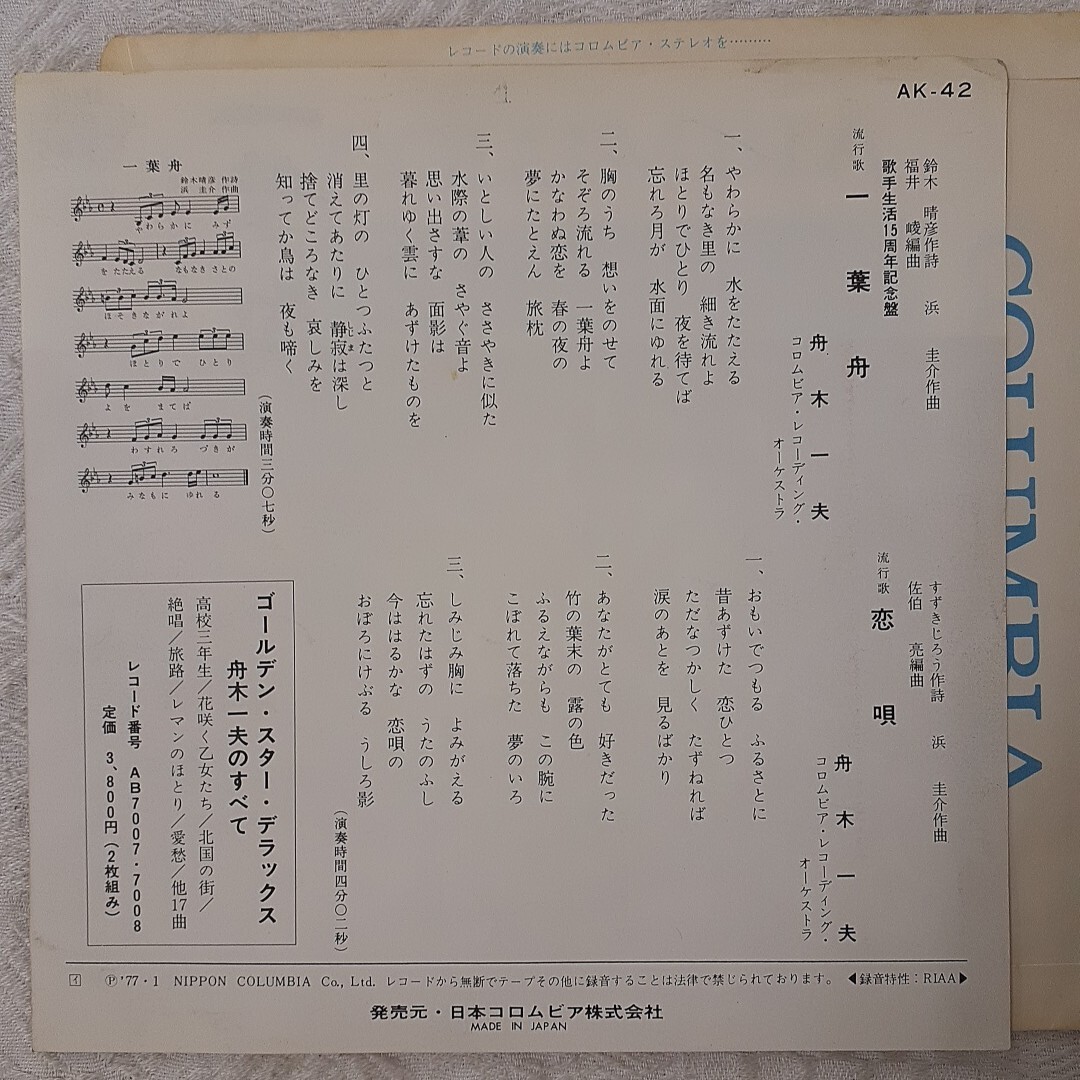 レコードの演奏にはコロムビア・ステレオを………
AK-42
COLUMBIA
鈴木 晴彦作詩 浜 圭介作曲
福井 崚編曲
歌手生活15周年記念盤
流行歌 一葉舟
舟木一夫
コロムビア・レコーディング・
オーケストラ
一、やわらかに 水をたたえる
名もなき里の 細き流れよ
ほとりでひとり 夜を待てば
忘れろ月が 水面にゆれる
二、胸のうち 想いをのせて
そぞろ流れる 一葉舟よ
かなわぬ恋を 春の夜の
夢にたとえん 旅枕
三、いとしい人の ささやきに似た
水際の葦の さやぐ音よ
思い出さすな 面影は
暮れゆく雲に あずけたものを
四、里の灯の ひとつふたつと
消えてあたりに 静寂は深し
しじま
捨てどころなき 哀しみを
知ってか鳥は 夜も啼く
(演奏時間三分〇七秒)
一葉舟
鈴木晴彦 作詩
浜 圭介 作曲
やわらかに みず
をたたえる なもなきさとの
ほそきながれよ
ほとりで ひとり
よを まてば
わすれろ づきが
みなもに ゆれる
すずきじろう作詩 浜 圭介作曲
佐伯 亮編曲
流行歌 恋唄
舟木一夫
コロムビア・レコーディング・
オーケストラ
一、おもいでつもる ふるさとに
昔あずけた 恋ひとつ
ただなつかしく たずねれば
涙のあとを 見るばかり
二、あなたがとても 好きだった
竹の葉末の 露の色
ふるえながらも この腕に
こぼれて落ちた 夢のいろ
三、しみじみ胸に よみがえる
忘れたはずの うたのふし
今ははるかな 恋唄の
おぼろにけぶる うしろ影
(演奏時間四分〇二秒)
ゴールデン・スター・デラックス
舟木一夫のすべて
高校三年生/花咲く乙女たち/北国の街/
絶唱/旅路/レマンのほとり/愛愁/他17曲
レコード番号 AB7007・7008
定価 3,800円(2枚組み)
イ Ⓟ'77・1 NIPPON COLUMBIA Co., Ltd. レコードから無断でテープその他に録音することは法律で禁じられております。 ◀録音特性:RIAA▶
発売元・日本コロムビア株式会社
MADE IN JAPAN